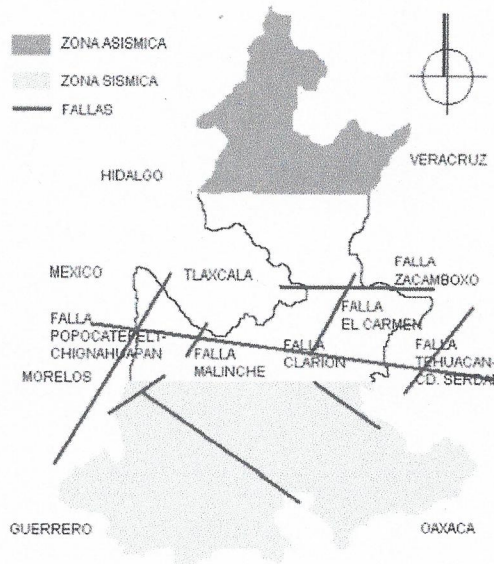 ZONA ASISMICA
ZONA SISMICA
FALLAS
HIDALGO
VERACRUZ
MEXICO
TLAXCALA
FALLA
ZACAMBOXO
FALLA
POPOCATEPELT-
CHIGNAHUAPAN
FALLA
EL CARMEN
FALLA
MALINCHE
FALLA
CLARION
FALLA
TEHUACAN-
CD. SERDAN
MORELOS
GUERRERO
OAXACA